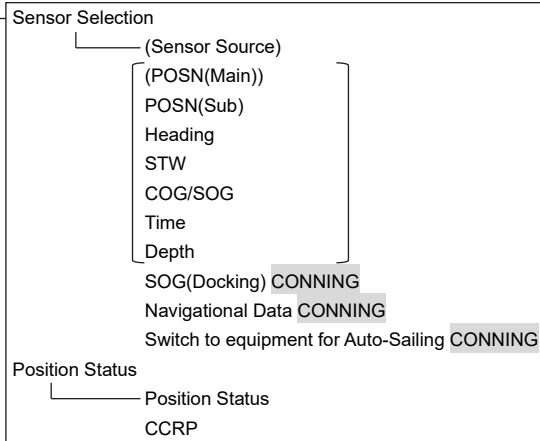 Sensor Selection
(Sensor Source)
(POSN(Main))
POSN(Sub)
Heading
STW
COG/SOG
Time
Depth
SOG(Docking) CONNING
Navigational Data CONNING
Switch to equipment for Auto-Sailing CONNING
Position Status
Position Status
CCRP